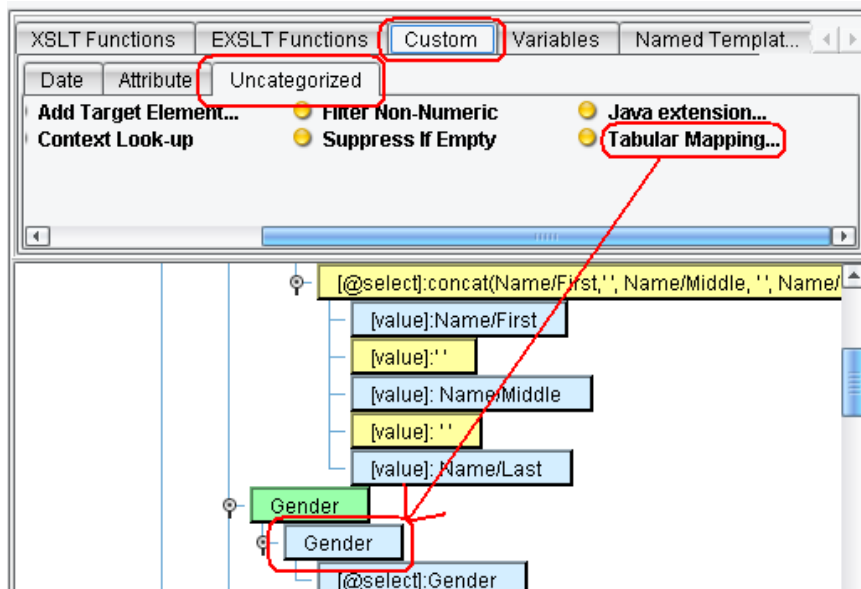 XSLT Functions EXSLT Functions Custom Variables Named Templat...
Date Attribute Uncategorized
Add Target Element... Filter Non-Numeric Java extension...
Context Look-up Suppress If Empty Tabular Mapping...
[@select]:concat(Name/First,' ', Name/Middle, ' ', Name/
[value]:Name/First
[value]:' '
[value]: Name/Middle
[value]: ' '
[value]: Name/Last
Gender
Gender
[@select]:Gender